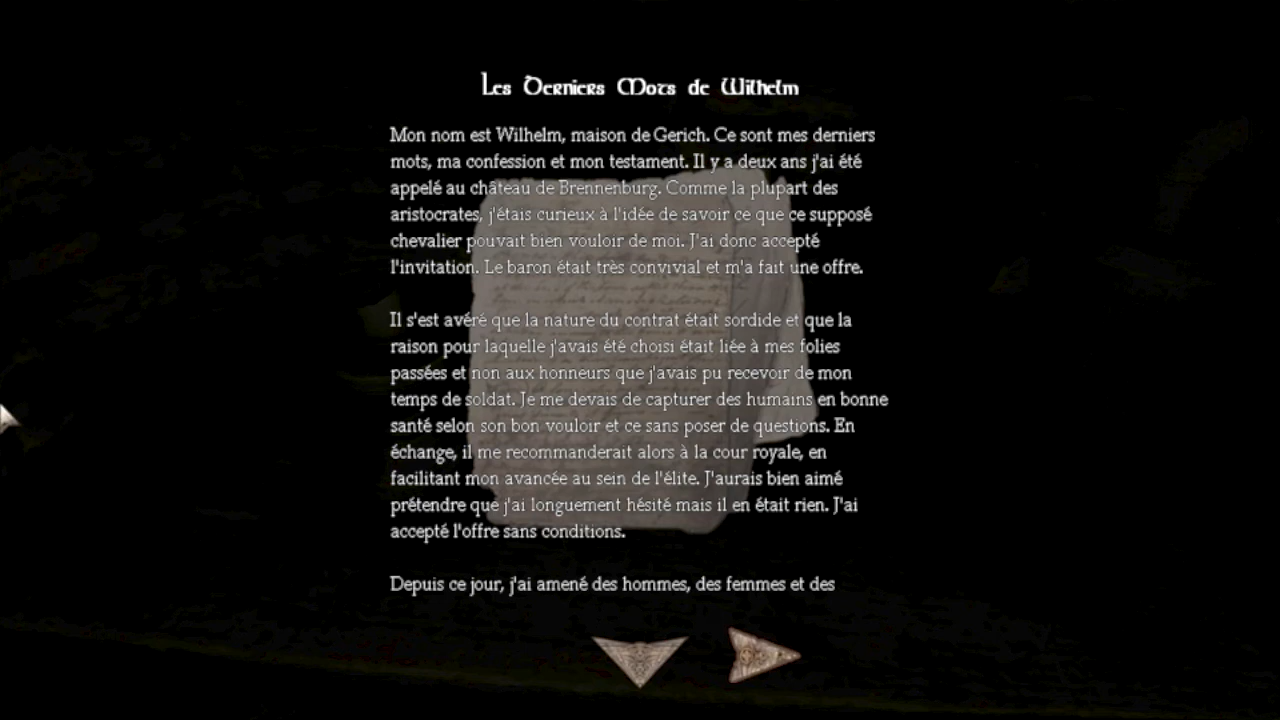 Les Derniers Mots de Wilhelm
Mon nom est Wilhelm, maison de Gerich. Ce sont mes derniers
mots, ma confession et mon testament. Il y a deux ans j'ai été
appelé au château de Brennenburg. Comme la plupart des
aristocrates, j'étais curieux à l'idée de savoir ce que ce supposé
chevalier pouvait bien vouloir de moi. J'ai donc accepté
l'invitation. Le baron était très convivial et m'a fait une offre.
Il s'est avéré que la nature du contrat était sordide et que la
raison pour laquelle j'avais été choisi était liée à mes folies
passées et non aux honneurs que j'avais pu recevoir de mon
temps de soldat. Je me devais de capturer des humains en bonne
santé selon son bon vouloir et ce sans poser de questions. En
échange, il me recommanderait alors à la cour royale, en
facilitant mon avancée au sein de l'élite. J'aurais bien aimé
prétendre que j'ai longuement hésité mais il en était rien. J'ai
accepté l'offre sans conditions.
Depuis ce jour, j'ai amené des hommes, des femmes et des